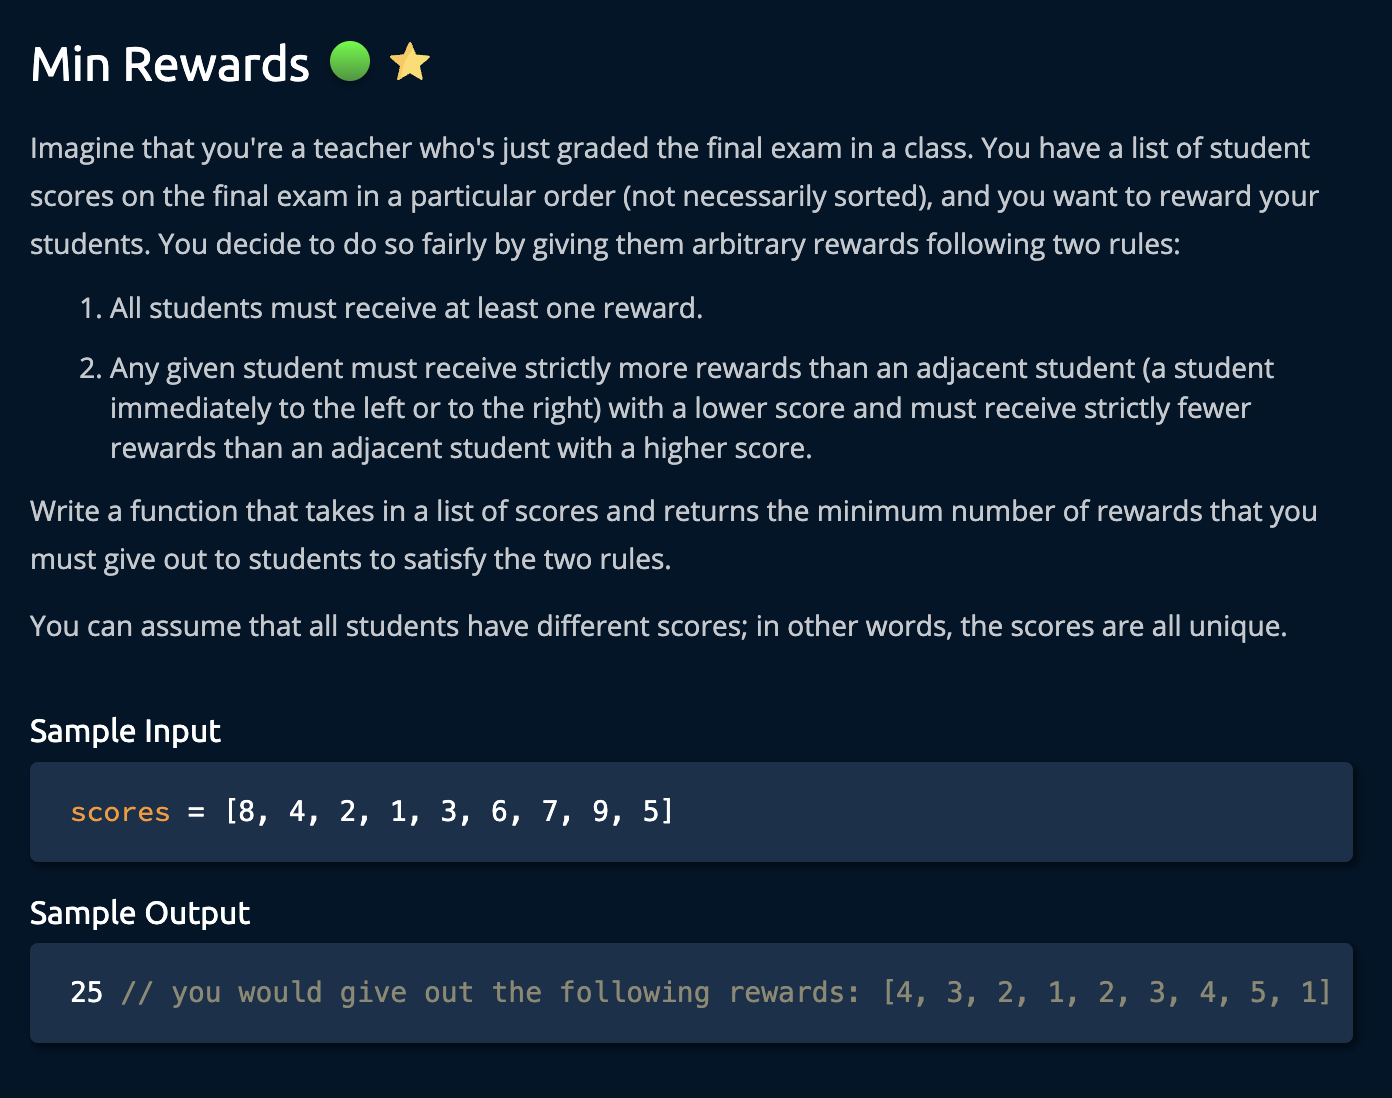 Min Rewards
Imagine that you're a teacher who's just graded the final exam in a class. You have a list of student
scores on the final exam in a particular order (not necessarily sorted), and you want to reward your
students. You decide to do so fairly by giving them arbitrary rewards following two rules:
1. All students must receive at least one reward.
2. Any given student must receive strictly more rewards than an adjacent student (a student
immediately to the left or to the right) with a lower score and must receive strictly fewer
rewards than an adjacent student with a higher score.
Write a function that takes in a list of scores and returns the minimum number of rewards that you
must give out to students to satisfy the two rules.
You can assume that all students have different scores; in other words, the scores are all unique.
Sample Input
scores = [8, 4, 2, 1, 3, 6, 7, 9, 5]
Sample Output
25 // you would give out the following rewards: [4, 3, 2, 1, 2, 3, 4, 5, 1]